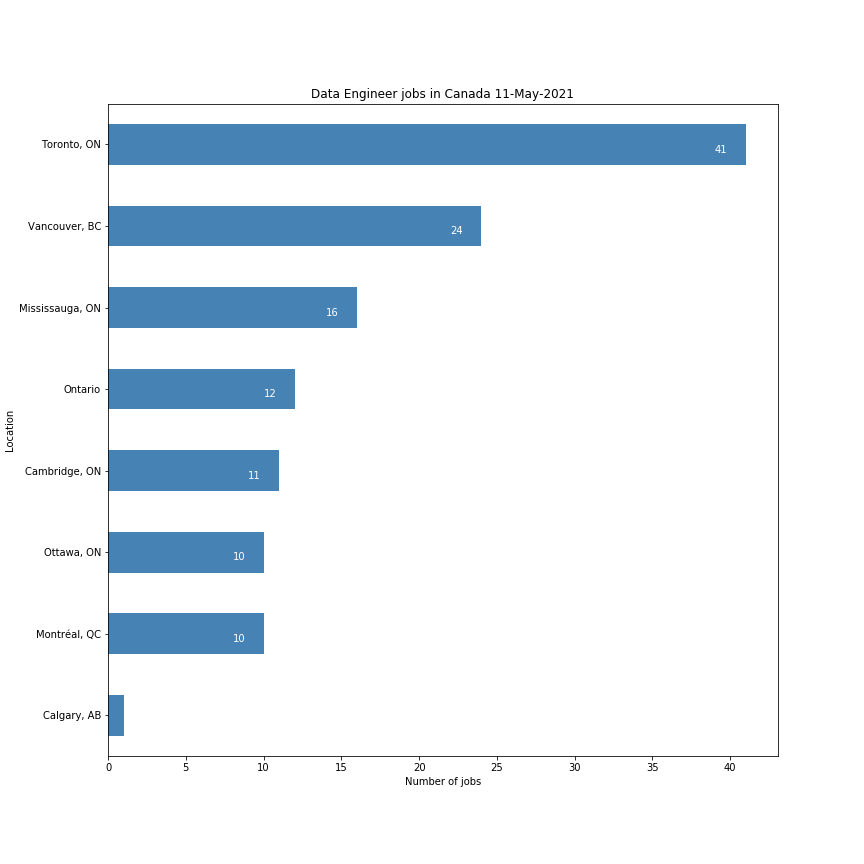 Data Engineer jobs in Canada 11-May-2021
Toronto, ON
41
Vancouver, BC
24
Mississauga, ON
16
Ontario
12
Location
Cambridge, ON
11
Ottawa, ON
10
Montréal, QC
10
Calgary, AB
0 5 10 15 20 25 30 35 40
Number of jobs